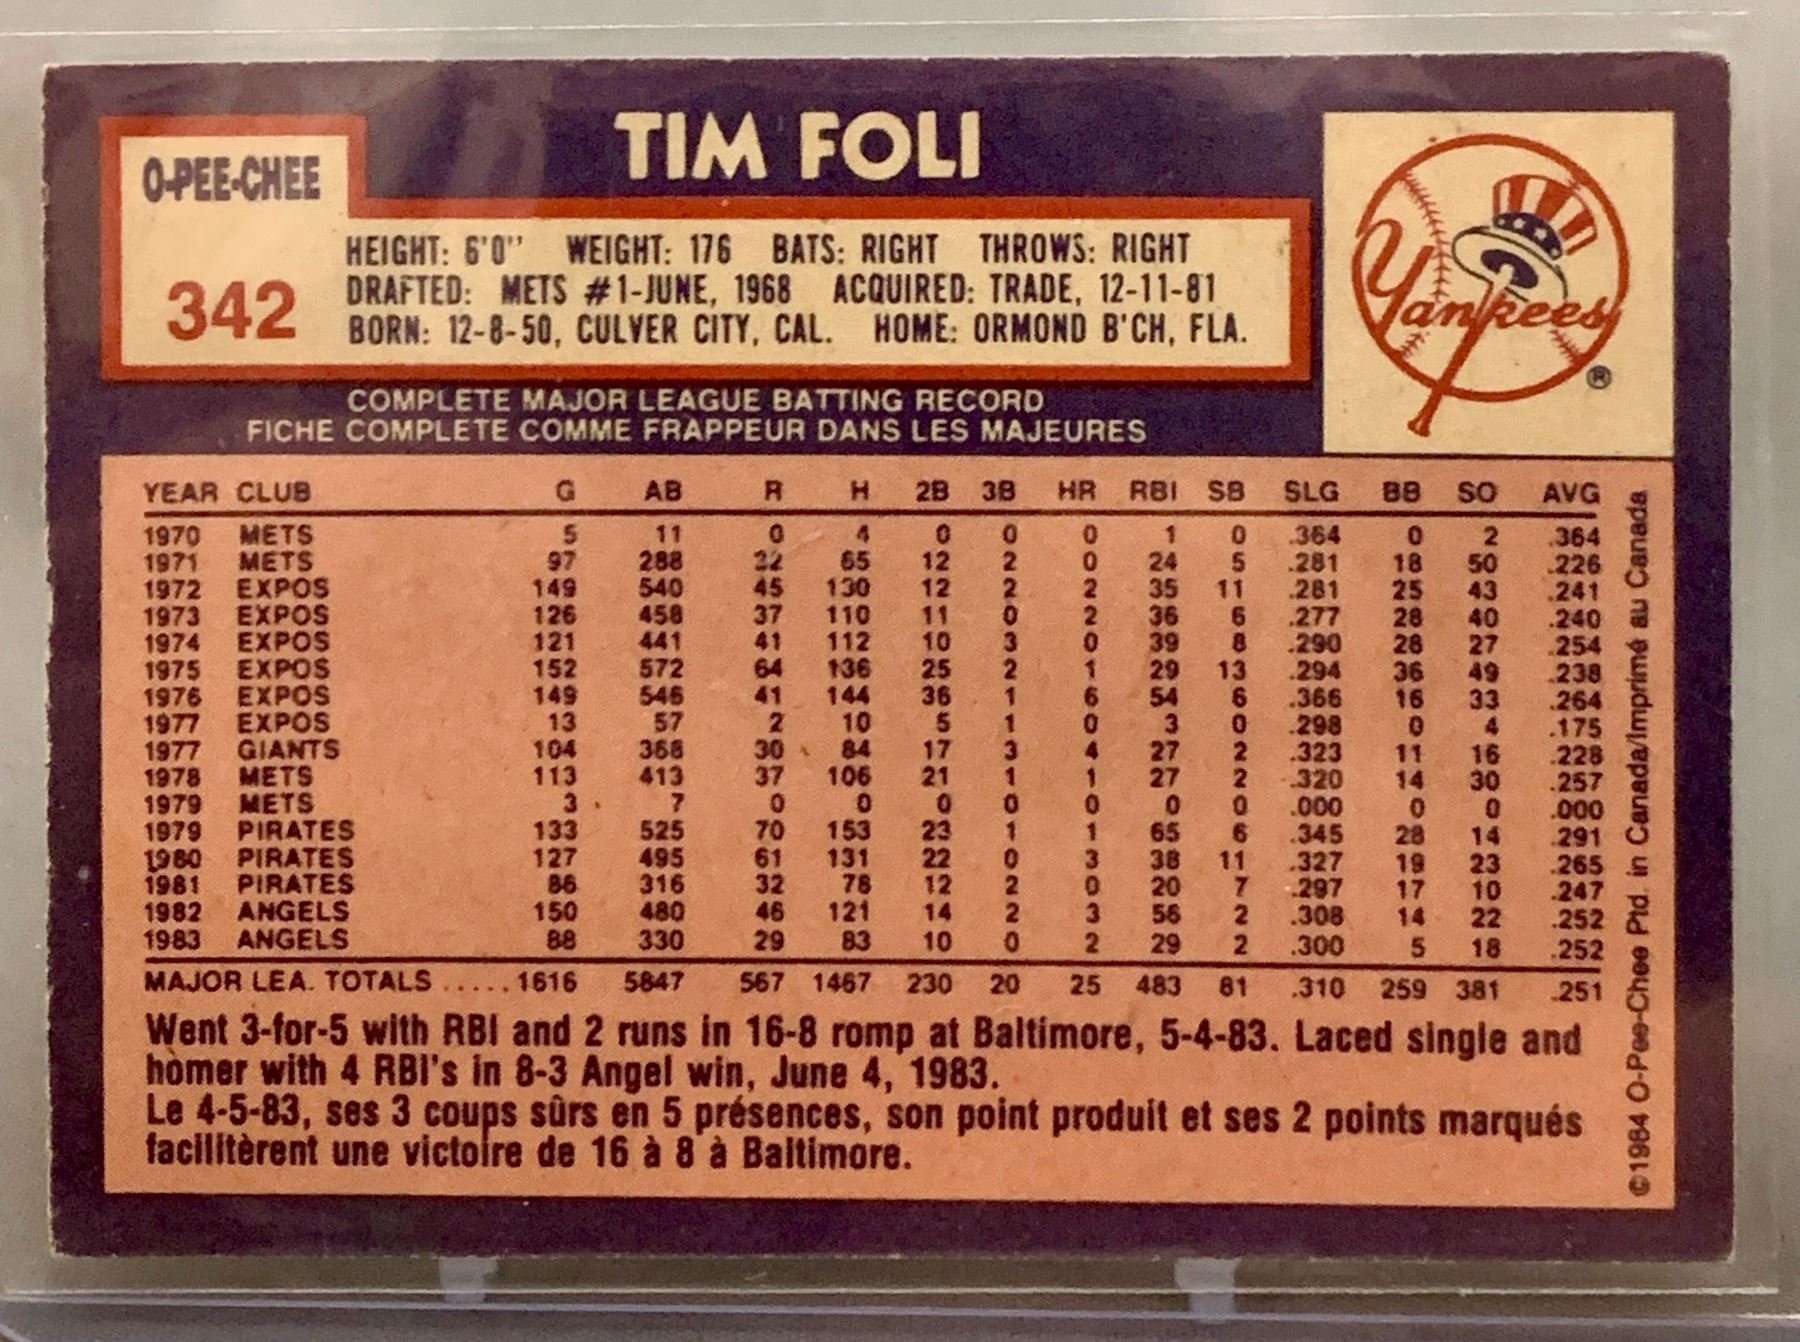 TIM FOLI
O-PEE-CHEE
342
HEIGHT: 6'0" WEIGHT: 176 BATS: RIGHT THROWS: RIGHT
DRAFTED: METS #1-JUNE, 1968 ACQUIRED: TRADE, 12-11-81
BORN: 12-8-50, CULVER CITY, CAL. HOME: ORMOND B'CH, FLA.
Yankees
®
COMPLETE MAJOR LEAGUE BATTING RECORD
FICHE COMPLETE COMME FRAPPEUR DANS LES MAJEURES
YEAR CLUB G AB R H 2B 3B HR RBI SB SLG BB SO AVG
1970 METS 5 11 0 4 0 0 0 1 0 .364 0 2 .364
1971 METS 97 288 32 65 12 2 0 24 5 .281 18 50 .226
1972 EXPOS 149 540 45 130 12 2 2 35 11 .281 25 43 .241
1973 EXPOS 126 458 37 110 11 0 2 36 6 .277 28 40 .240
1974 EXPOS 121 441 41 112 10 3 0 39 8 .290 28 27 .254
1975 EXPOS 152 572 64 136 25 2 1 29 13 .294 36 49 .238
1976 EXPOS 149 546 41 144 36 1 6 54 6 .366 16 33 .264
1977 EXPOS 13 57 2 10 5 1 0 3 0 .298 0 4 .175
1977 GIANTS 104 368 30 84 17 3 4 27 2 .323 11 16 .228
1978 METS 113 413 37 106 21 1 1 27 2 .320 14 30 .257
1979 METS 3 7 0 0 0 0 0 0 0 .000 0 0 .000
1979 PIRATES 133 525 70 153 23 1 1 65 6 .345 28 14 .291
1980 PIRATES 127 495 61 131 22 0 3 38 11 .327 19 23 .265
1981 PIRATES 86 316 32 78 12 2 0 20 7 .297 17 10 .247
1982 ANGELS 150 480 46 121 14 2 3 56 2 .308 14 22 .252
1983 ANGELS 88 330 29 83 10 0 2 29 2 .300 5 18 .252
MAJOR LEA. TOTALS .....1616 5847 567 1467 230 20 25 483 81 .310 259 381 .251
Went 3-for-5 with RBI and 2 runs in 16-8 romp at Baltimore, 5-4-83. Laced single and
homer with 4 RBI's in 8-3 Angel win, June 4, 1983.
Le 4-5-83, ses 3 coups sûrs en 5 présences, son point produit et ses 2 points marqués
facilitèrent une victoire de 16 à 8 à Baltimore.
©1984 O-Pee-Chee Ptd. in Canada/Imprimé au Canada